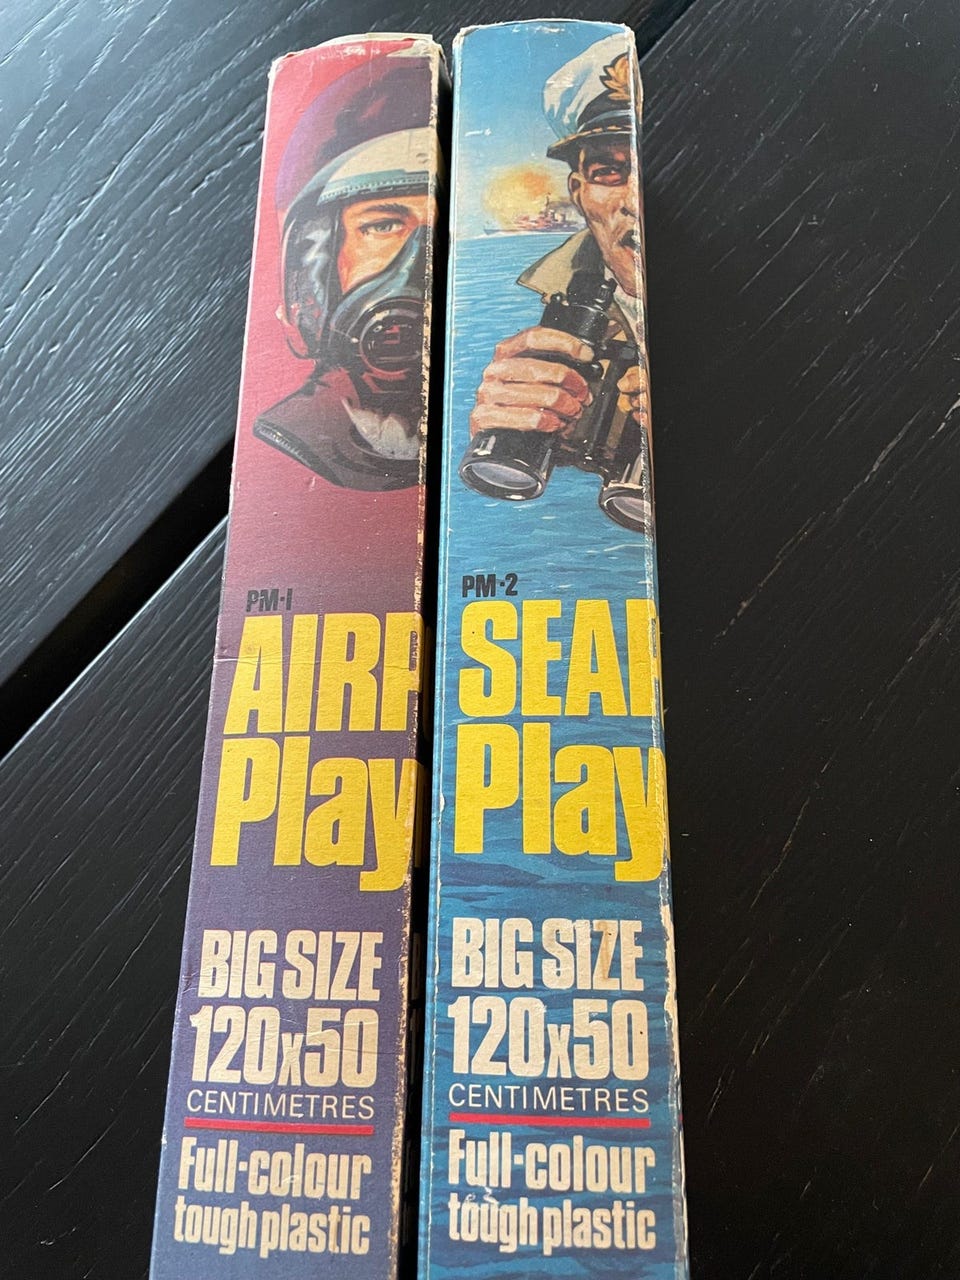 PM-1
AIRP
Play
BIG SIZE
120x50
CENTIMETRES
Full-colour
tough plastic
PM-2
SEAP
Play
BIG SIZE
120x50
CENTIMETRES
Full-colour
tough plastic